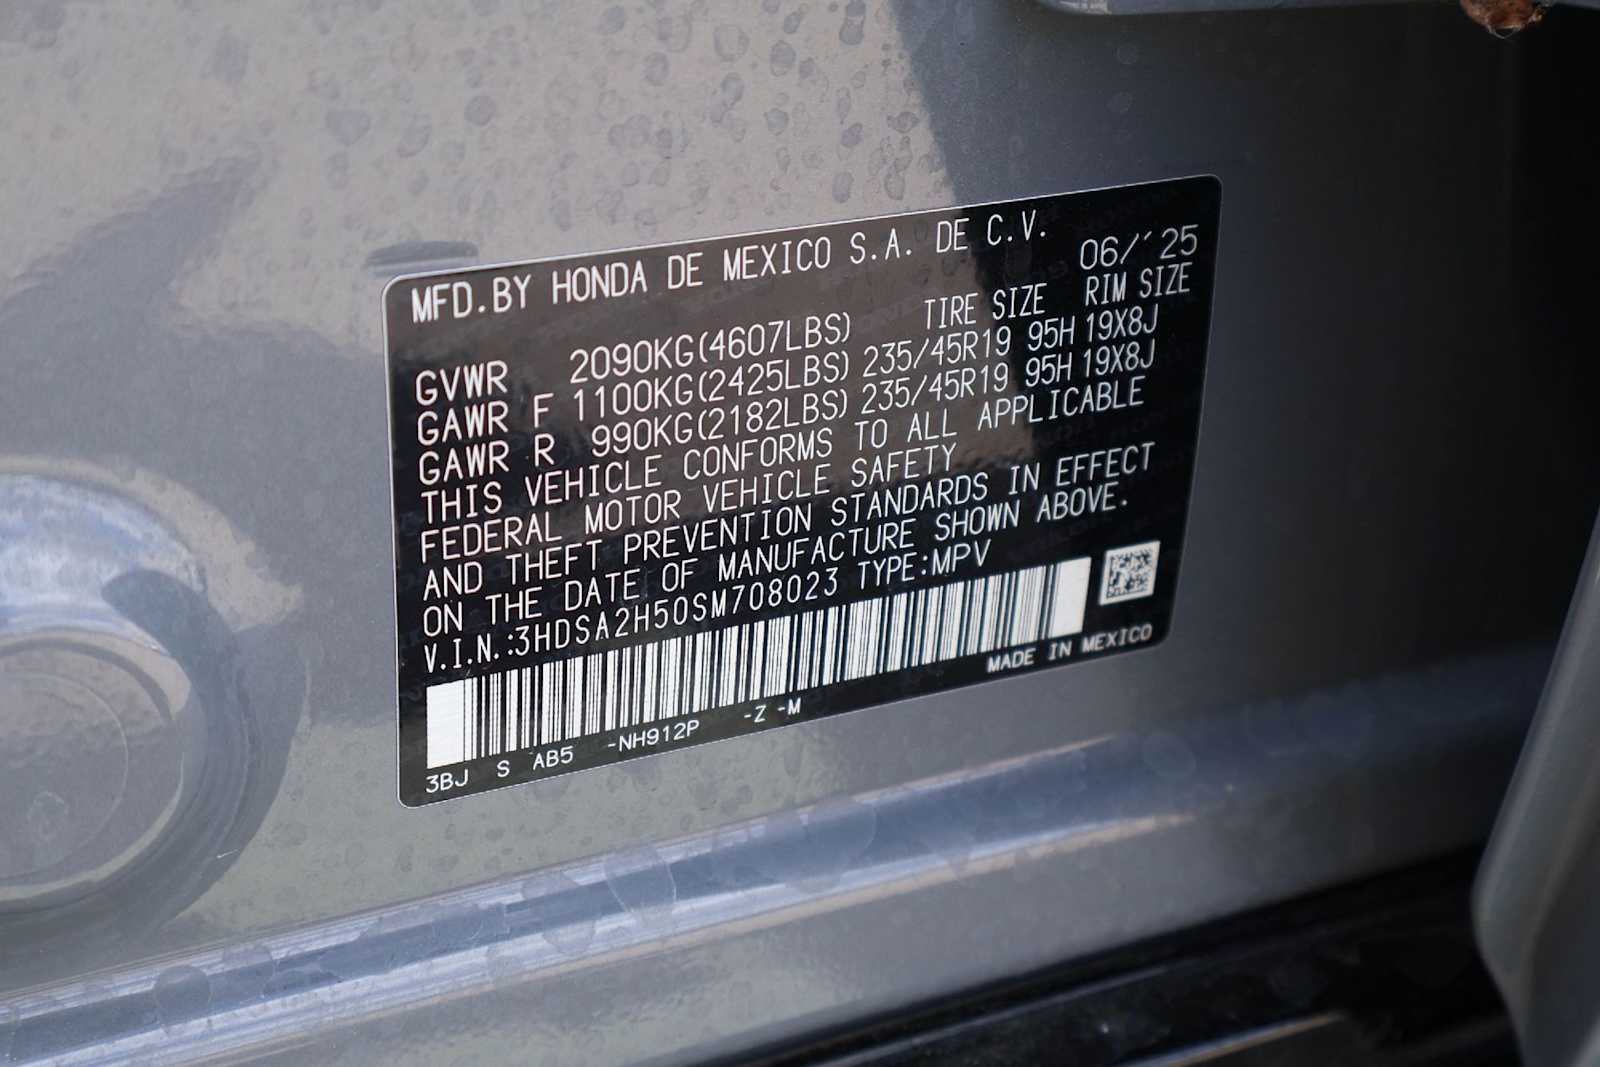 MFD.BY HONDA DE MEXICO S.A. DE C.V.
06/'25
TIRE SIZE RIM SIZE
GVWR 2090KG(4607LBS)
GAWR F 1100KG(2425LBS) 235/45R19 95H 19X8J
GAWR R 990KG(2182LBS) 235/45R19 95H 19X8J
THIS VEHICLE CONFORMS TO ALL APPLICABLE
FEDERAL MOTOR VEHICLE SAFETY
AND THEFT PREVENTION STANDARDS IN EFFECT
ON THE DATE OF MANUFACTURE SHOWN ABOVE.
V.I.N.:3HDSA2H50SM708023 TYPE:MPV
MADE IN MEXICO
3BJ S AB5 -NH912P -Z -M